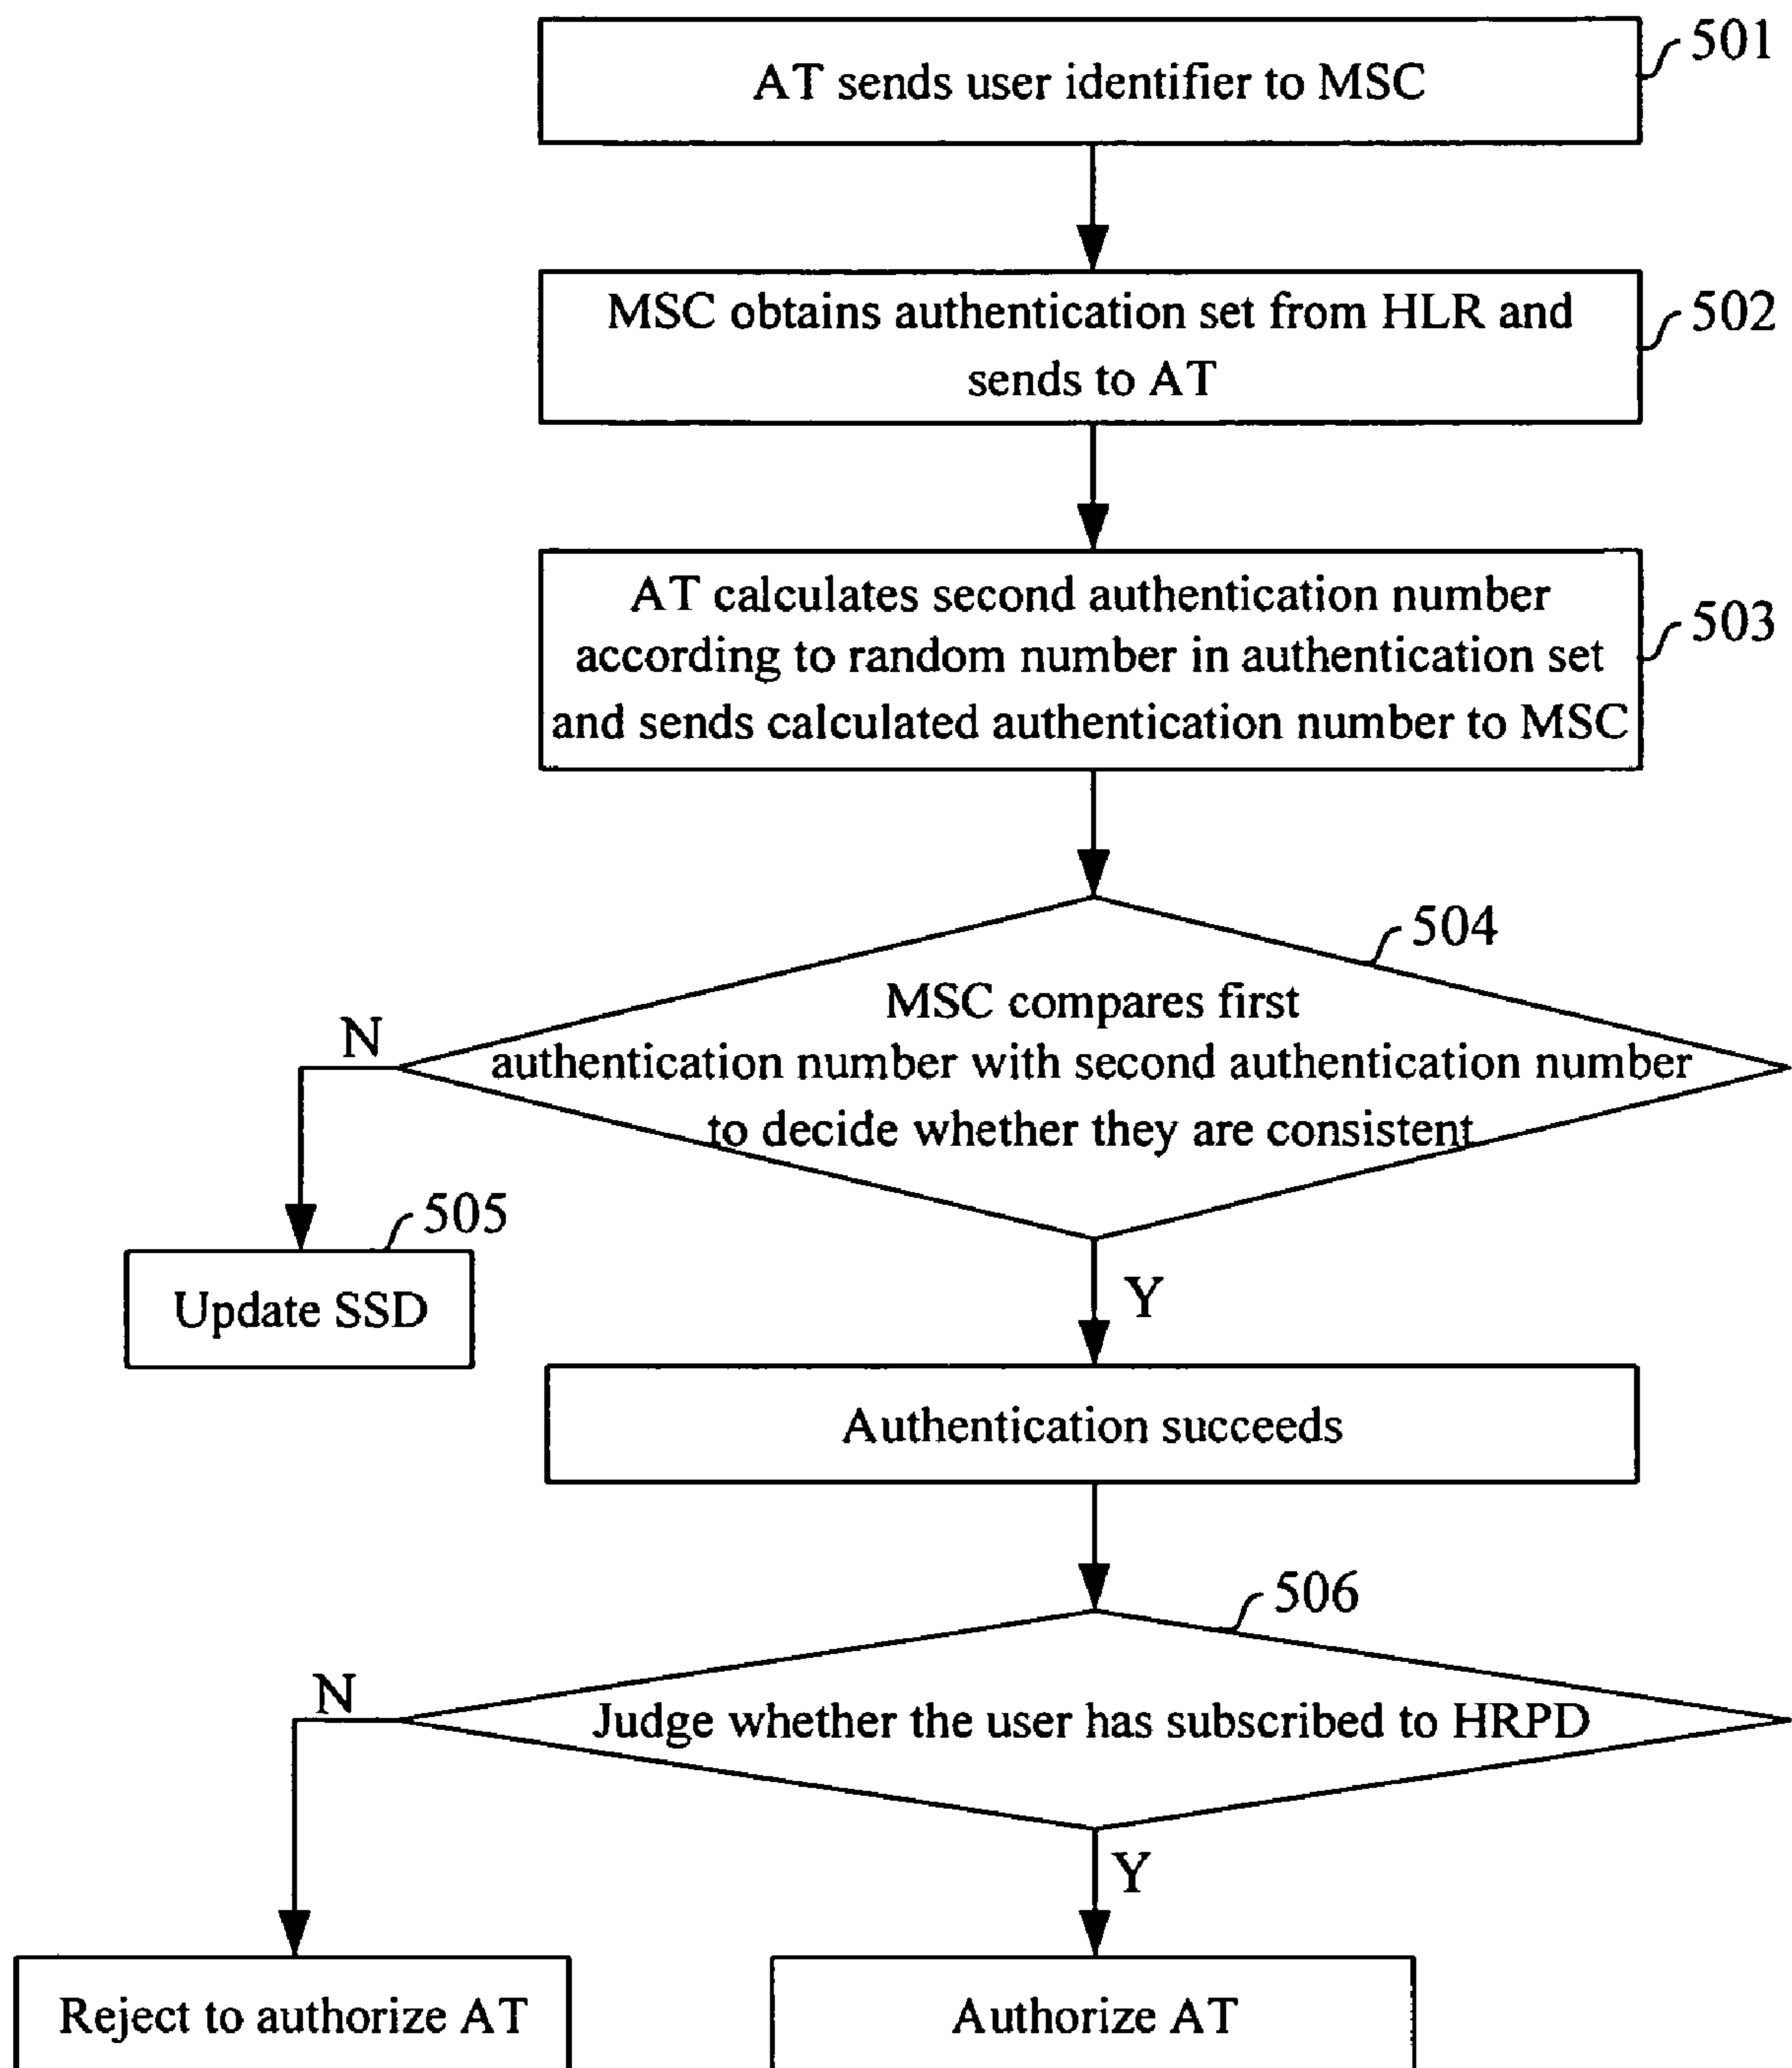 501
AT sends user identifier to MSC
502
MSC obtains authentication set from HLR and
sends to AT
503
AT calculates second authentication number
according to random number in authentication set
and sends calculated authentication number to MSC
504
MSC compares first
authentication number with second authentication number
to decide whether they are consistent
N
505
Update SSD
Y
Authentication succeeds
506
Judge whether the user has subscribed to HRPD
N
Y
Reject to authorize AT
Authorize AT